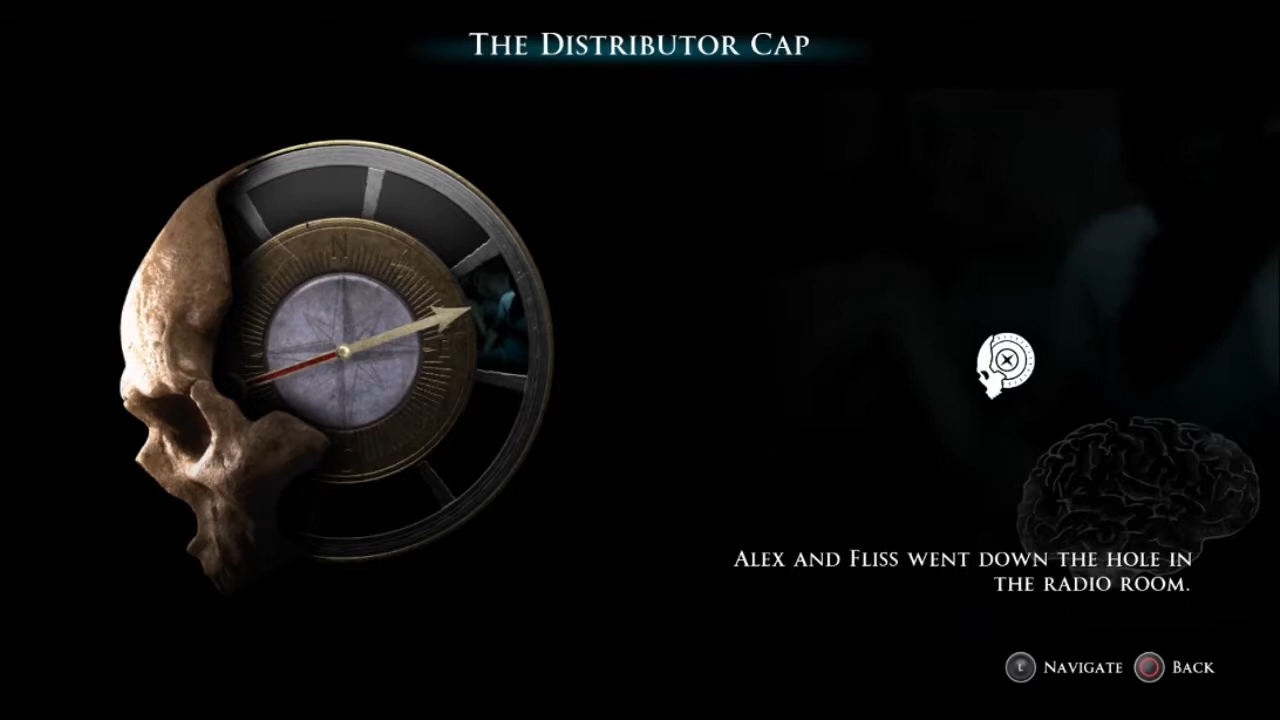 The Distributor Cap
N
Alex and Fliss went down the hole in
the radio room.
L Navigate Back